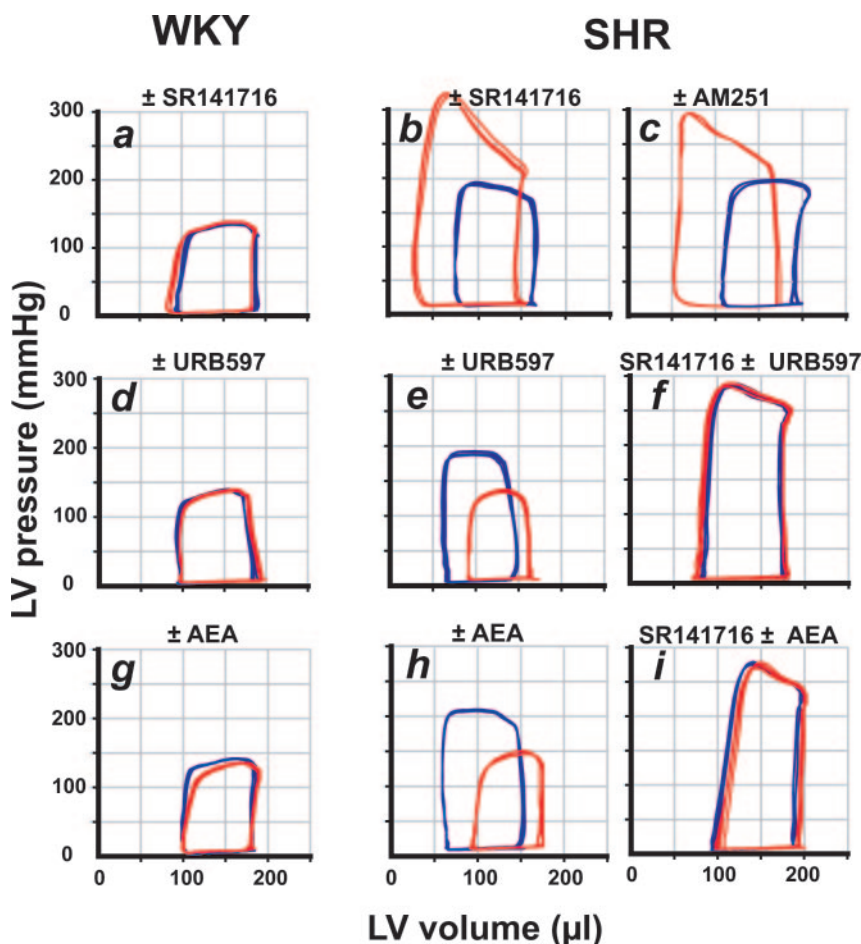 WKY SHR
± SR141716 ± SR141716 ± AM251
300
a b c
200
100
0
± URB597 ± URB597 SR141716 ± URB597
300
d e f
200
100
0
± AEA ± AEA SR141716 ± AEA
300
g h i
200
100
0
0 100 200 0 100 200 0 100 200
LV pressure (mmHg)
LV volume (µl)